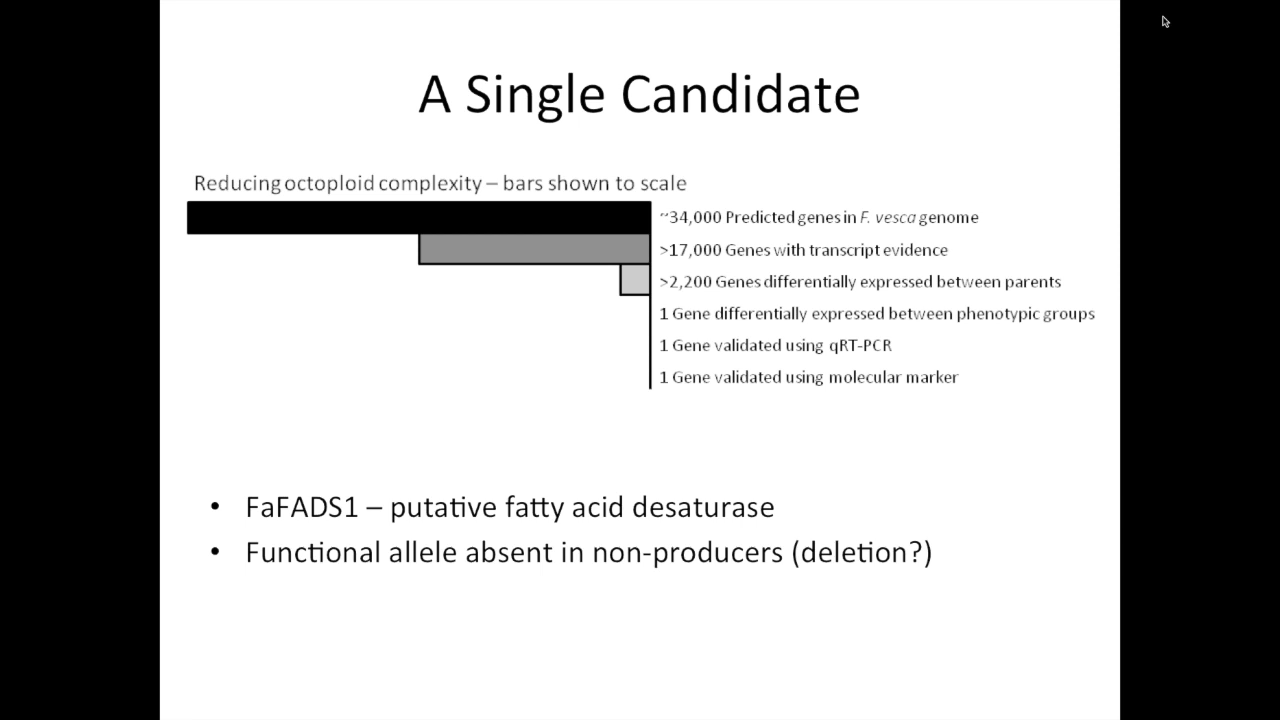 A Single Candidate
Reducing octoploid complexity – bars shown to scale
~34,000 Predicted genes in F. vesca genome
>17,000 Genes with transcript evidence
>2,200 Genes differentially expressed between parents
1 Gene differentially expressed between phenotypic groups
1 Gene validated using qRT-PCR
1 Gene validated using molecular marker
• FaFADS1 – putative fatty acid desaturase
• Functional allele absent in non-producers (deletion?)